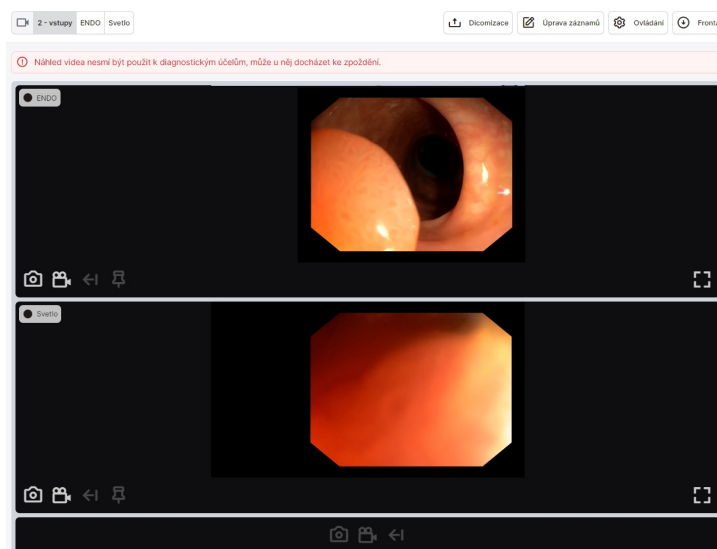 2 - vstupy ENDO Svetlo Dicomizace Úprava záznamů Ovládání
Náhled videa nesmí být použit k diagnostickým účelům, může u něj docházet ke zpoždění.
ENDO
Svetlo